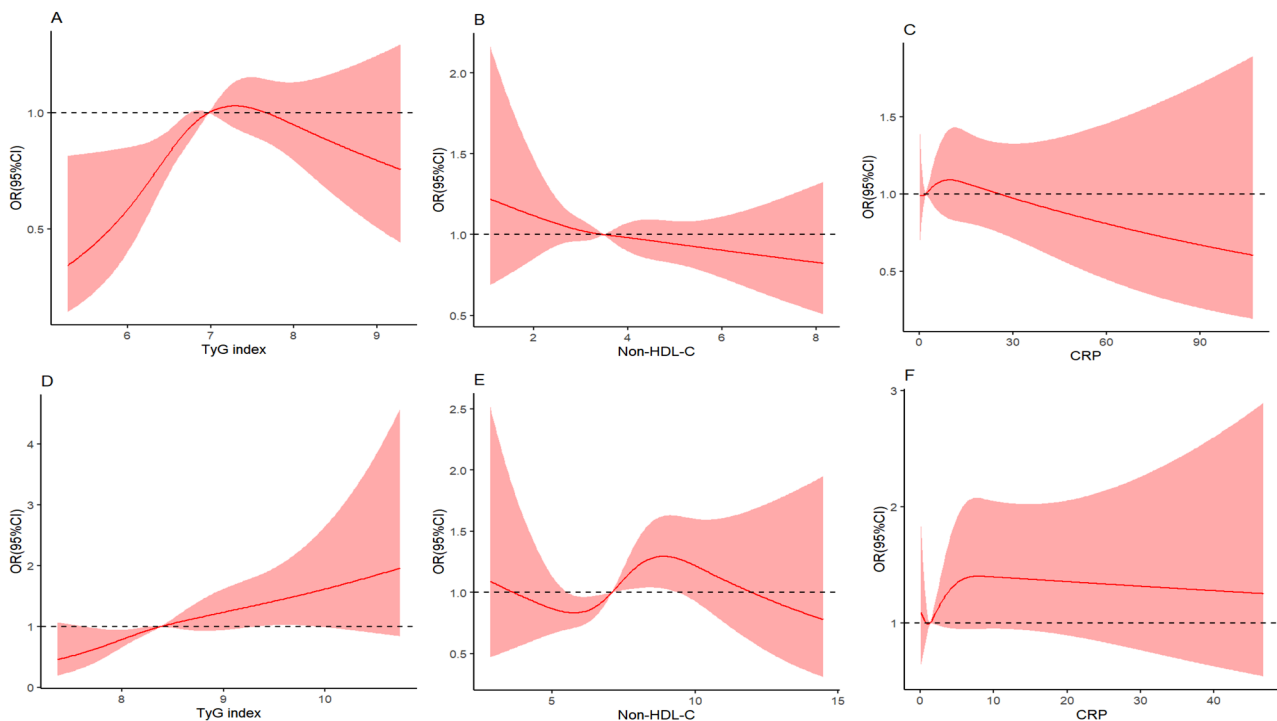 A
OR(95%CI)
1.0
0.5
6 7 8 9
TyG index
B
OR(95%CI)
2.0
1.5
1.0
0.5
2 4 6 8
Non-HDL-C
C
OR(95%CI)
1.5
1.0
0.5
0 30 60 90
CRP
D
OR(95%CI)
4
3
2
1
0
8 9 10
TyG index
E
OR(95%CI)
2.5
2.0
1.5
1.0
0.5
5 10 15
Non-HDL-C
F
OR(95%CI)
3
2
1
0 10 20 30 40
CRP